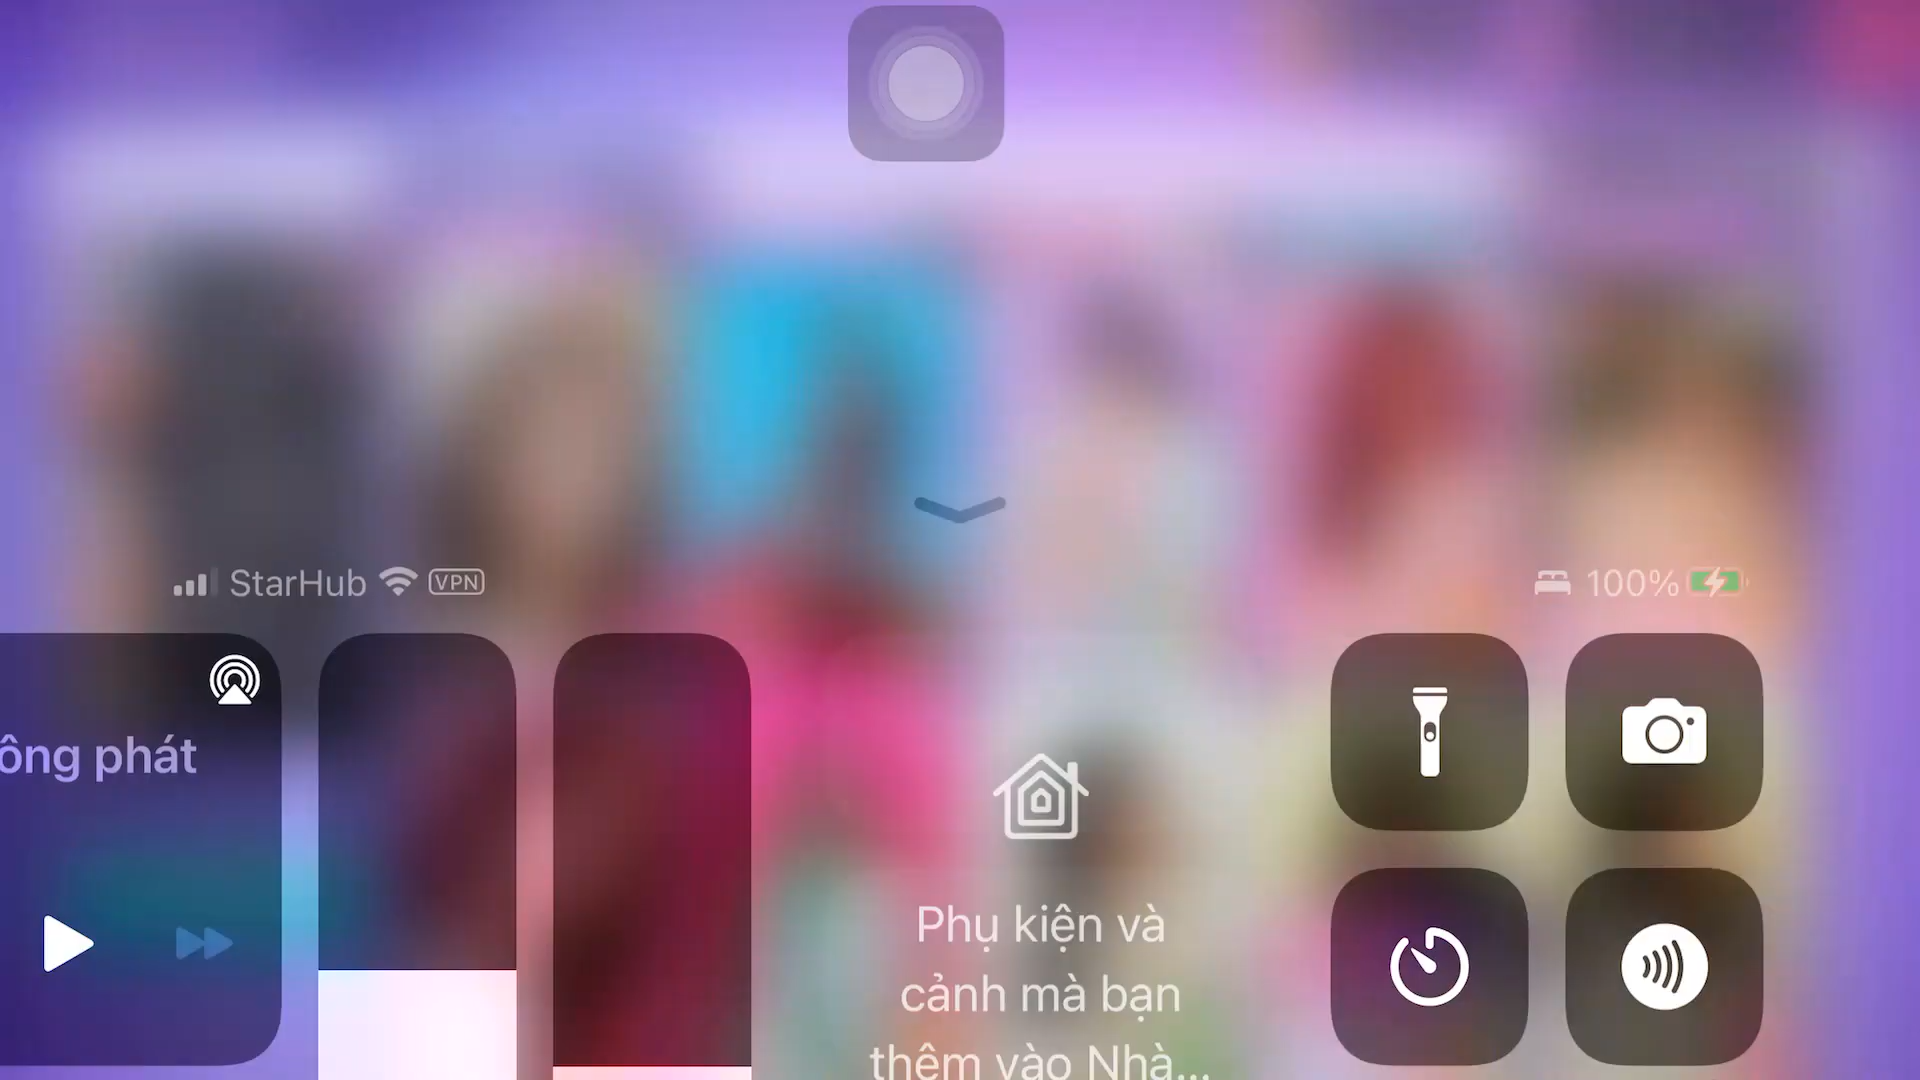 StarHub VPN
100%
ông phát
Phụ kiện và
cảnh mà bạn
thêm vào Nhà...